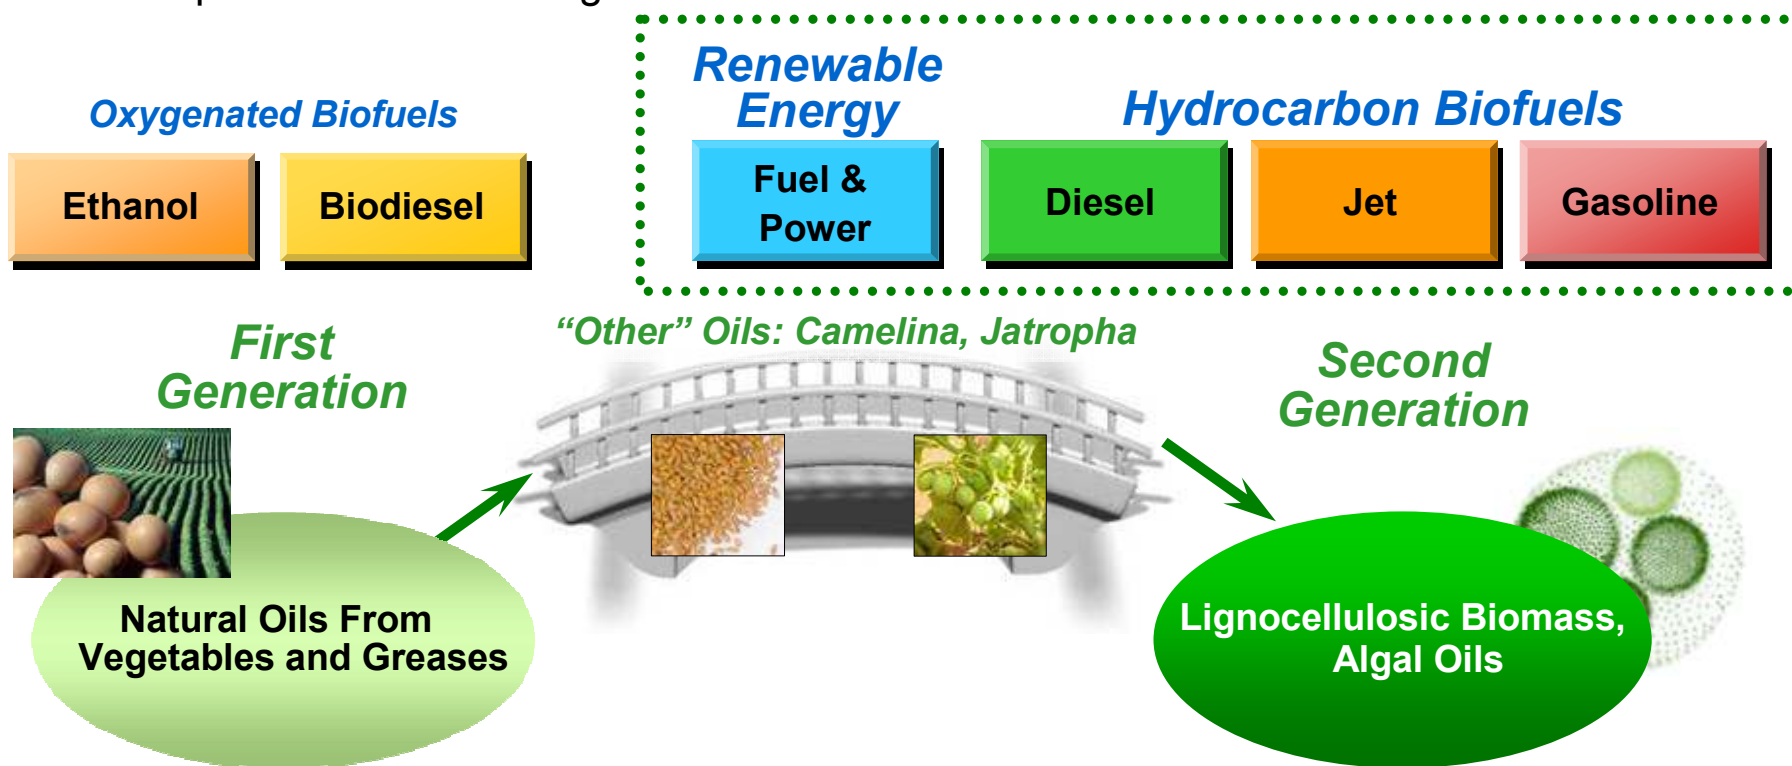 Oxygenated Biofuels
Ethanol
Biodiesel
Renewable
Energy
Fuel &
Power
Hydrocarbon Biofuels
Diesel
Jet
Gasoline
First
Generation
“Other” Oils: Camelina, Jatropha
Second
Generation
Natural Oils From
Vegetables and Greases
Lignocellulosic Biomass,
Algal Oils